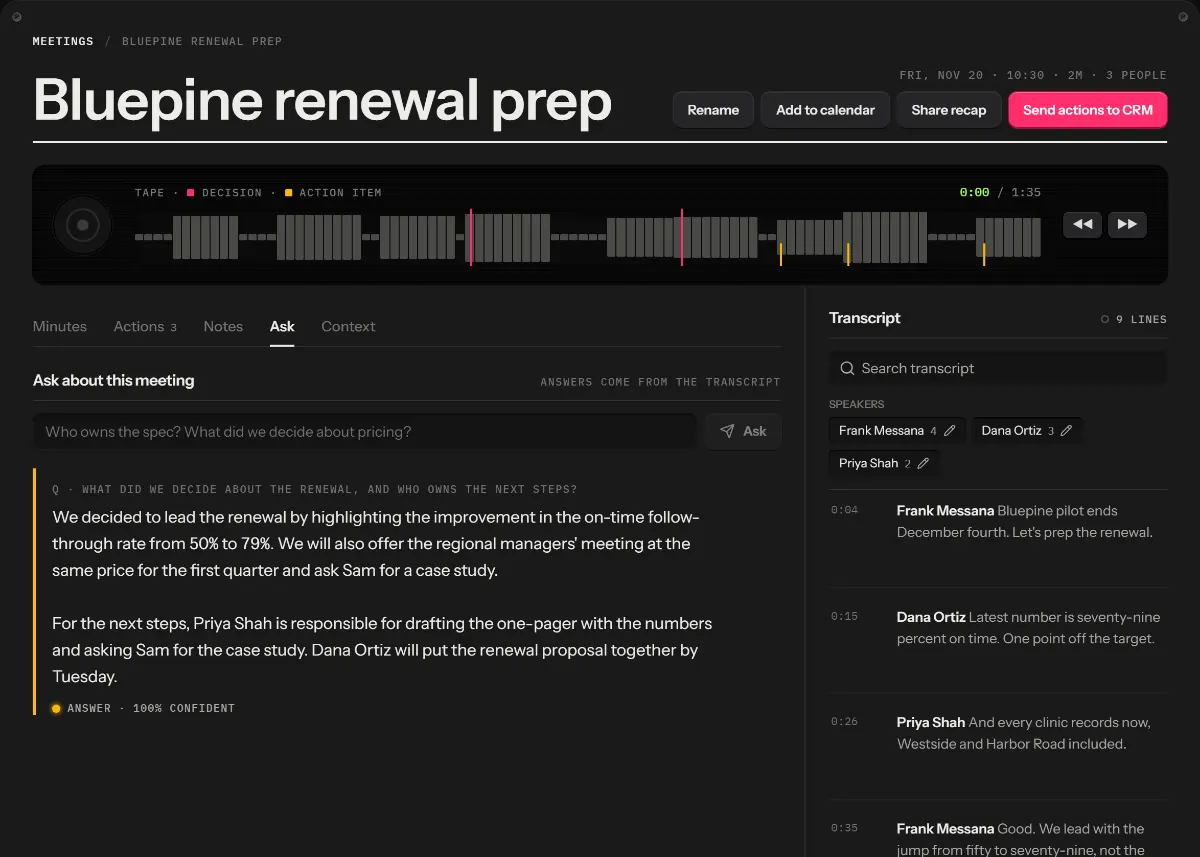 MEETINGS / BLUEPINE RENEWAL PREP
Bluepine renewal prep
FRI, NOV 20 · 10:30 · 2M · 3 PEOPLE
Rename
Add to calendar
Share recap
Send actions to CRM
TAPE · DECISION · ACTION ITEM
0:00 / 1:35
Minutes
Actions 3
Notes
Ask
Context
Ask about this meeting
ANSWERS COME FROM THE TRANSCRIPT
Who owns the spec? What did we decide about pricing?
Ask
Q · WHAT DID WE DECIDE ABOUT THE RENEWAL, AND WHO OWNS THE NEXT STEPS?
We decided to lead the renewal by highlighting the improvement in the on-time follow-
through rate from 50% to 79%. We will also offer the regional managers' meeting at the
same price for the first quarter and ask Sam for a case study.
For the next steps, Priya Shah is responsible for drafting the one-pager with the numbers
and asking Sam for the case study. Dana Ortiz will put the renewal proposal together by
Tuesday.
ANSWER · 100% CONFIDENT
Transcript
9 LINES
Search transcript
SPEAKERS
Frank Messana 4
Dana Ortiz 3
Priya Shah 2
0:04
Frank Messana Bluepine pilot ends
December fourth. Let's prep the renewal.
0:15
Dana Ortiz Latest number is seventy-nine
percent on time. One point off the target.
0:26
Priya Shah And every clinic records now,
Westside and Harbor Road included.
0:35
Frank Messana Good. We lead with the
jump from fifty to seventy-nine, not the